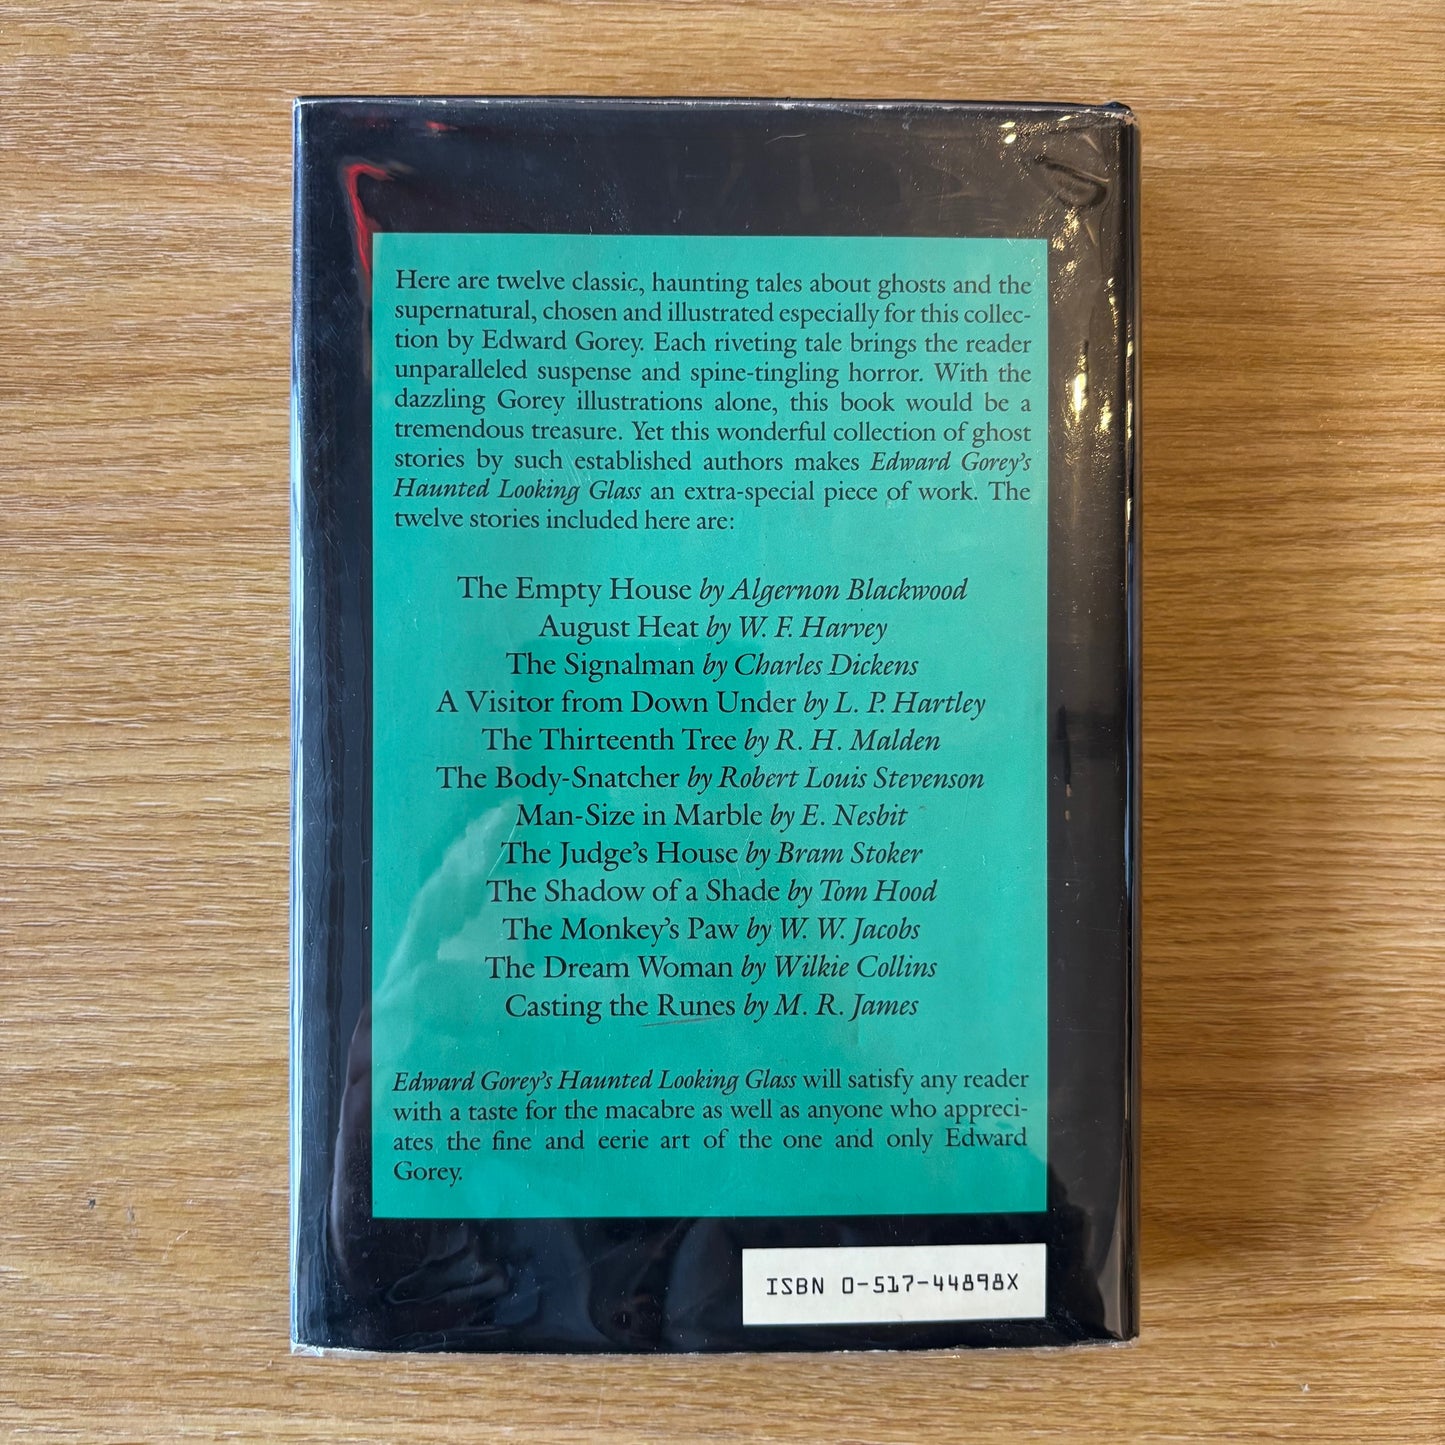 Here are twelve classic, haunting tales about ghosts and the
supernatural, chosen and illustrated especially for this collec-
tion by Edward Gorey. Each riveting tale brings the reader
unparalleled suspense and spine-tingling horror. With the
dazzling Gorey illustrations alone, this book would be a
tremendous treasure. Yet this wonderful collection of ghost
stories by such established authors makes Edward Gorey's
Haunted Looking Glass an extra-special piece of work. The
twelve stories included here are:
The Empty House by Algernon Blackwood
August Heat by W. F. Harvey
The Signalman by Charles Dickens
A Visitor from Down Under by L. P. Hartley
The Thirteenth Tree by R. H. Malden
The Body-Snatcher by Robert Louis Stevenson
Man-Size in Marble by E. Nesbit
The Judge's House by Bram Stoker
The Shadow of a Shade by Tom Hood
The Monkey's Paw by W. W. Jacobs
The Dream Woman by Wilkie Collins
Casting the Runes by M. R. James
Edward Gorey's Haunted Looking Glass will satisfy any reader
with a taste for the macabre as well as anyone who appreci-
ates the fine and eerie art of the one and only Edward
Gorey.
ISBN 0-517-44898X